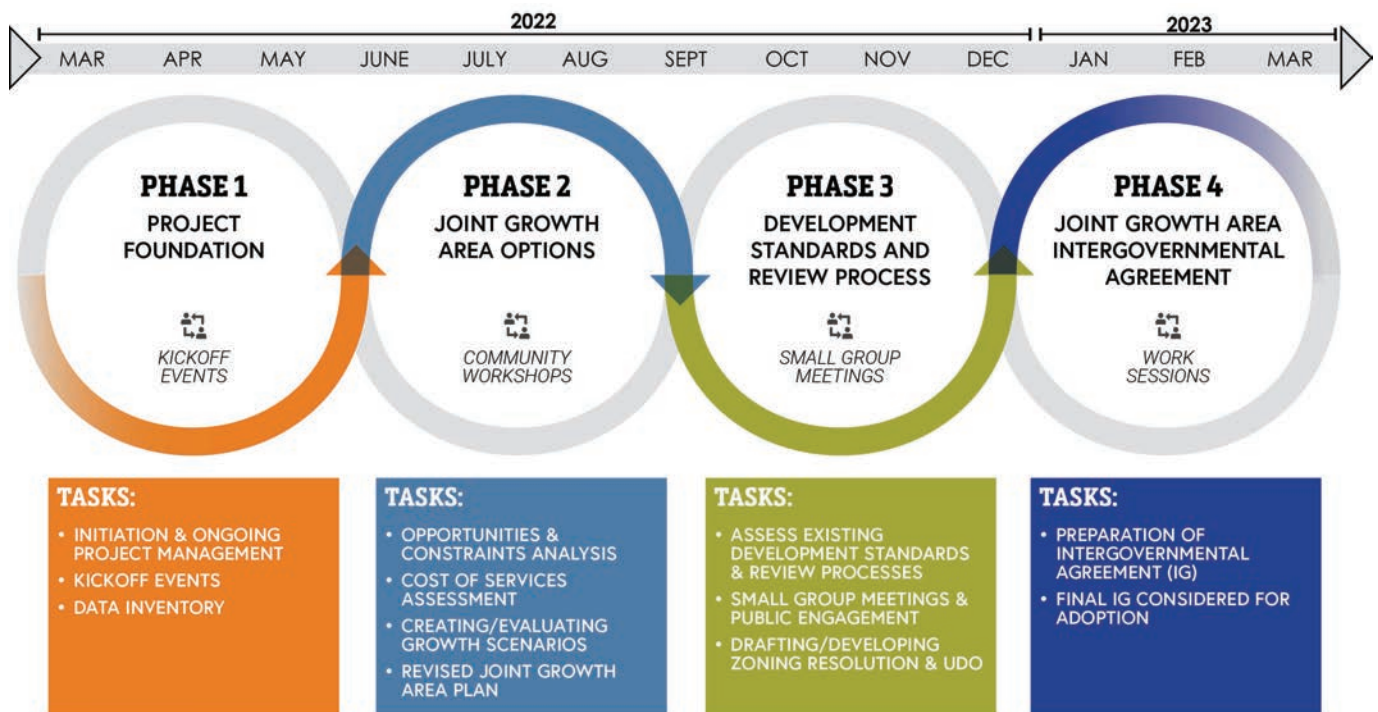 2022
2023
MAR APR MAY JUNE JULY AUG SEPT OCT NOV DEC JAN FEB MAR
PHASE 1
PROJECT
FOUNDATION
KICKOFF
EVENTS
PHASE 2
JOINT GROWTH
AREA OPTIONS
COMMUNITY
WORKSHOPS
PHASE 3
DEVELOPMENT
STANDARDS AND
REVIEW PROCESS
SMALL GROUP
MEETINGS
PHASE 4
JOINT GROWTH AREA
INTERGOVERNMENTAL
AGREEMENT
WORK
SESSIONS
TASKS:
• INITIATION & ONGOING
PROJECT MANAGEMENT
• KICKOFF EVENTS
• DATA INVENTORY
TASKS:
• OPPORTUNITIES &
CONSTRAINTS ANALYSIS
• COST OF SERVICES
ASSESSMENT
• CREATING/EVALUATING
GROWTH SCENARIOS
• REVISED JOINT GROWTH
AREA PLAN
TASKS:
• ASSESS EXISTING
DEVELOPMENT STANDARDS
& REVIEW PROCESSES
• SMALL GROUP MEETINGS &
PUBLIC ENGAGEMENT
• DRAFTING/DEVELOPING
ZONING RESOLUTION & UDO
TASKS:
• PREPARATION OF
INTERGOVERNMENTAL
AGREEMENT (IG)
• FINAL IG CONSIDERED FOR
ADOPTION